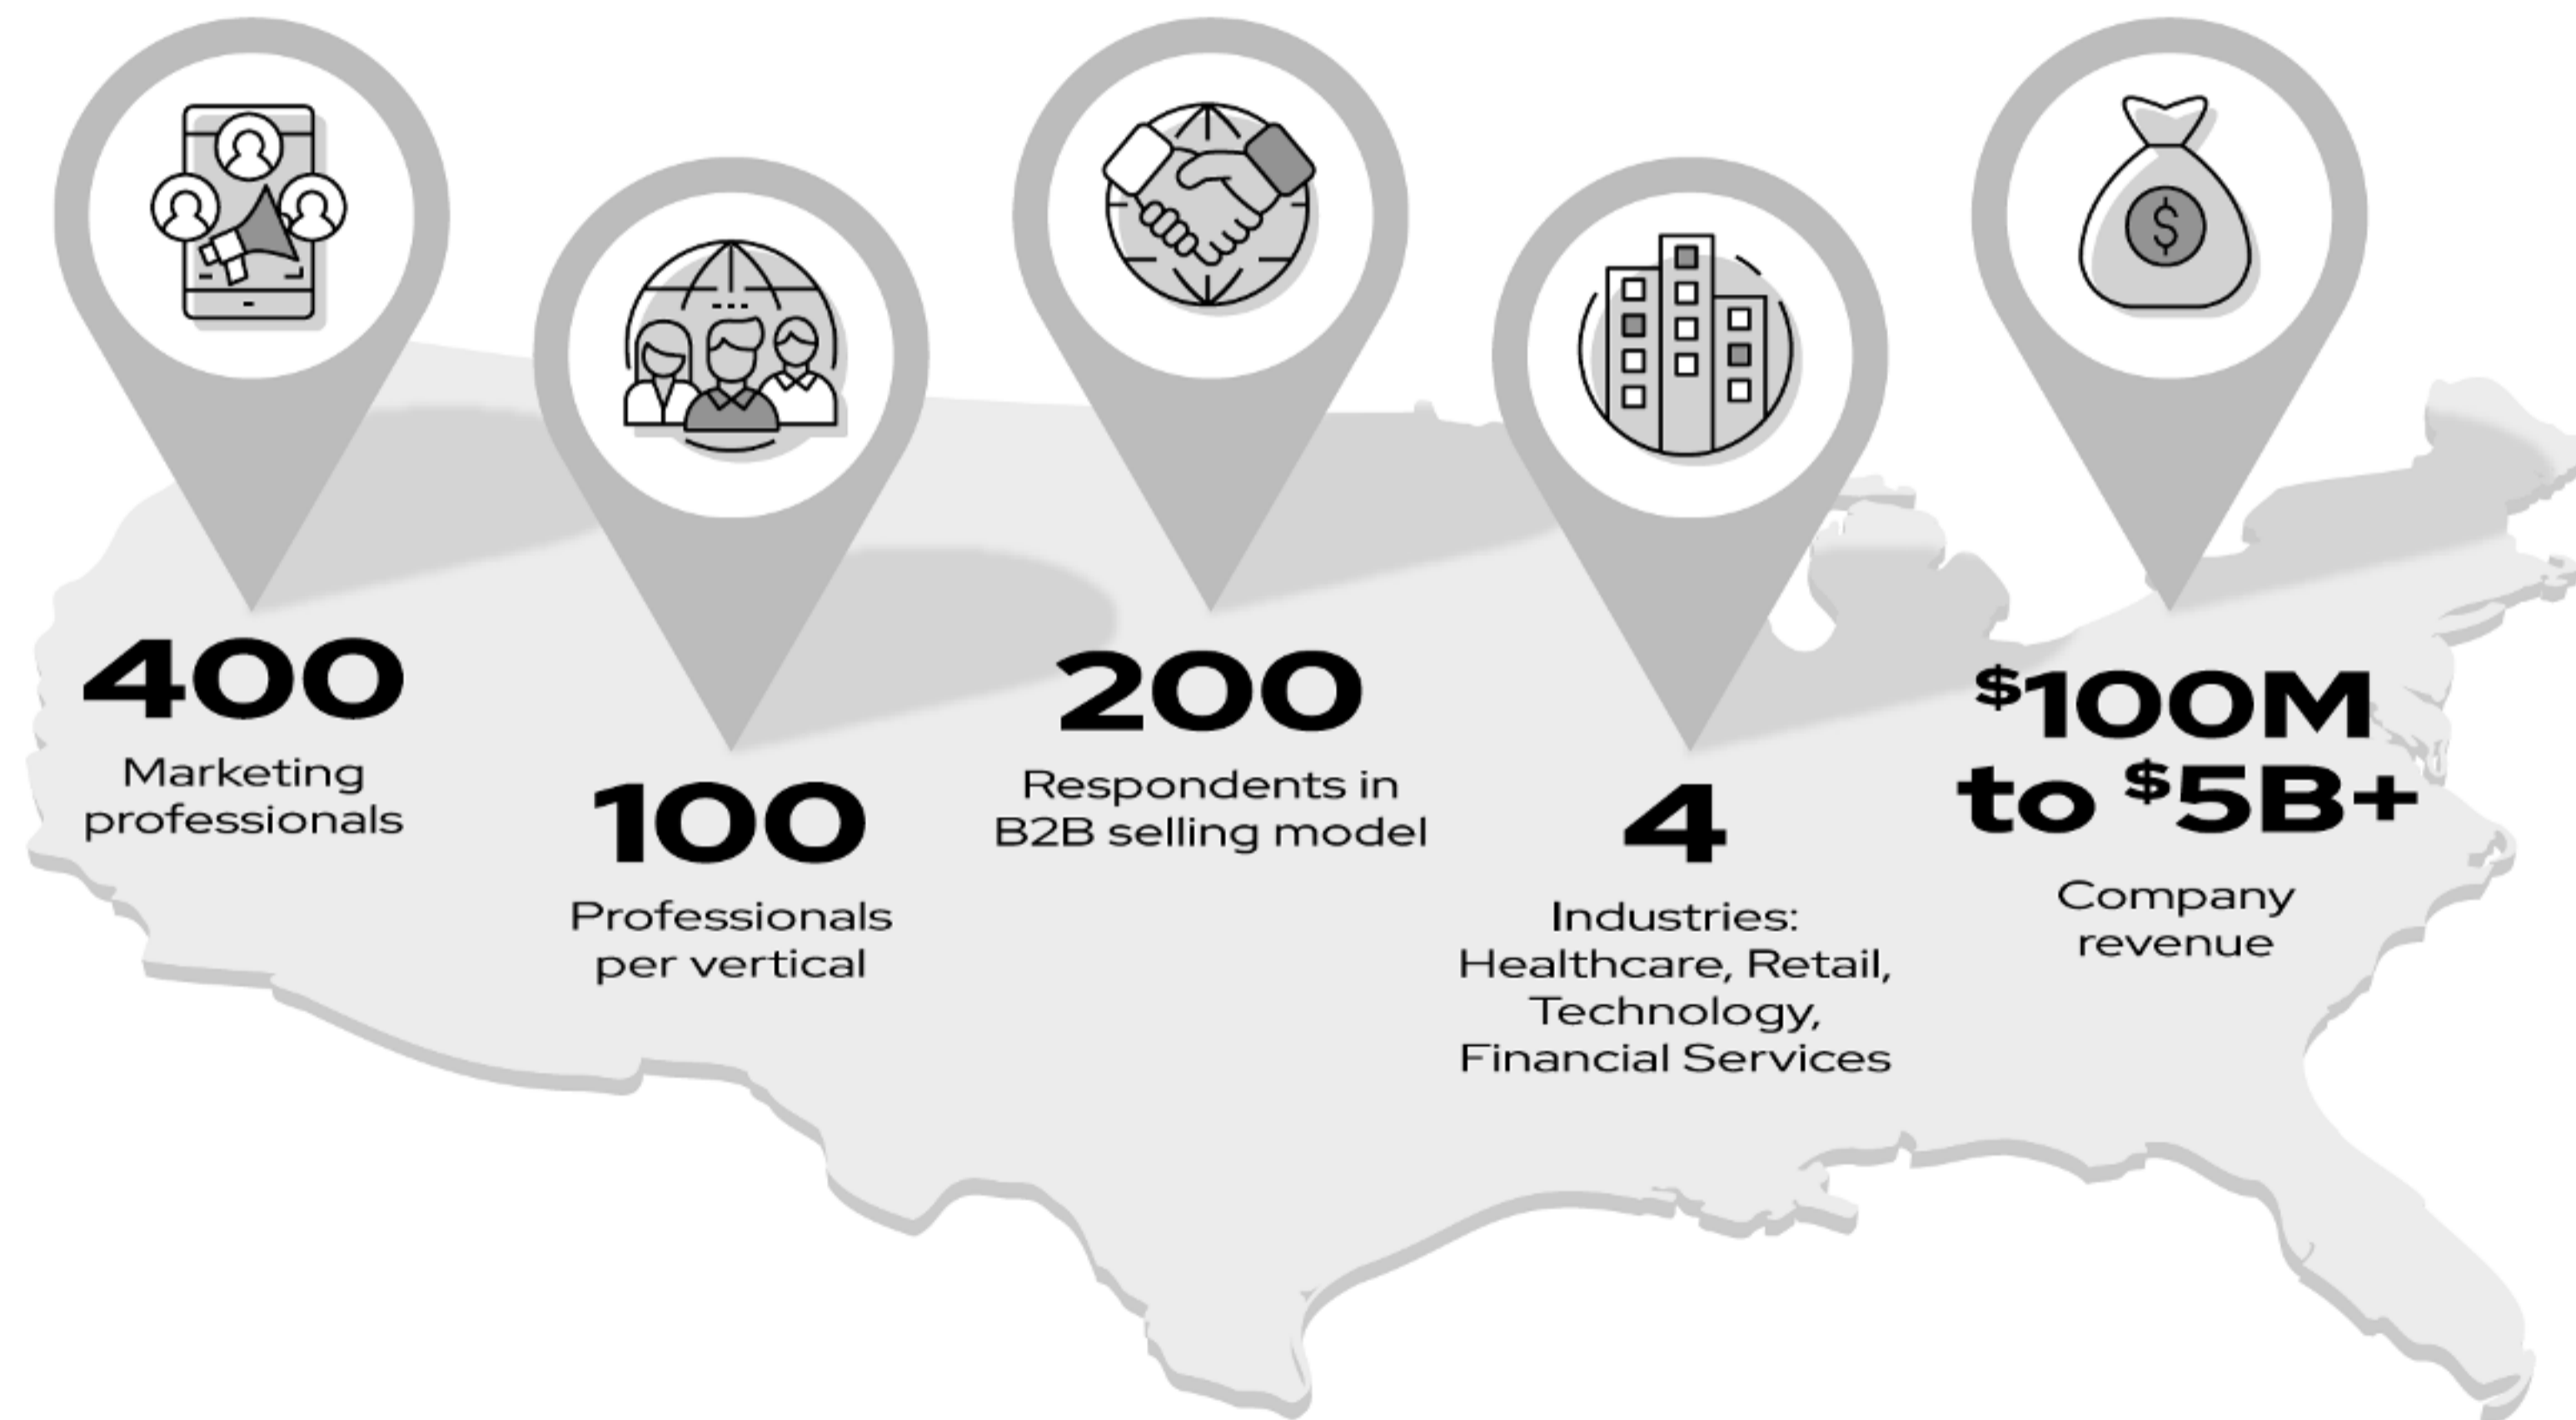 400
Marketing
professionals
100
Professionals
per vertical
200
Respondents in
B2B selling model
4
Industries:
Healthcare, Retail,
Technology,
Financial Services
$100M
to $5B+
Company
revenue